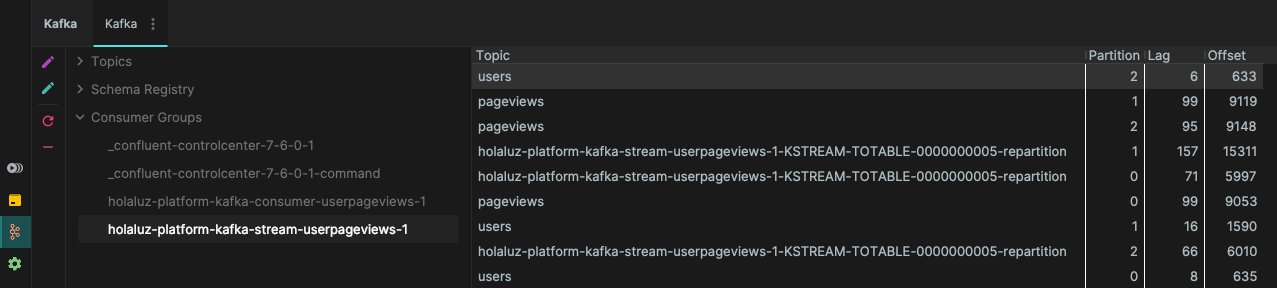 Kafka
Kafka
Topics
Schema Registry
Consumer Groups
_confluent-controlcenter-7-6-0-1
_confluent-controlcenter-7-6-0-1-command
holaluz-platform-kafka-consumer-userpageviews-1
holaluz-platform-kafka-stream-userpageviews-1
Topic Partition Lag Offset
users 2 6 633
pageviews 1 99 9119
pageviews 2 95 9148
holaluz-platform-kafka-stream-userpageviews-1-KSTREAM-TOTABLE-0000000005-repartition 1 157 15311
holaluz-platform-kafka-stream-userpageviews-1-KSTREAM-TOTABLE-0000000005-repartition 0 71 5997
pageviews 0 99 9053
users 1 16 1590
holaluz-platform-kafka-stream-userpageviews-1-KSTREAM-TOTABLE-0000000005-repartition 2 66 6010
users 0 8 635